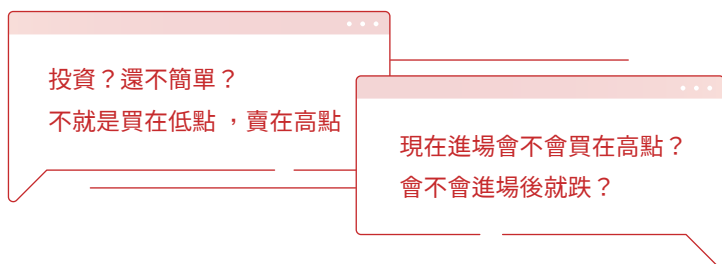 投資？還不簡單？
不就是買在低點 ，賣在高點
現在進場會不會買在高點？
會不會進場後就跌？